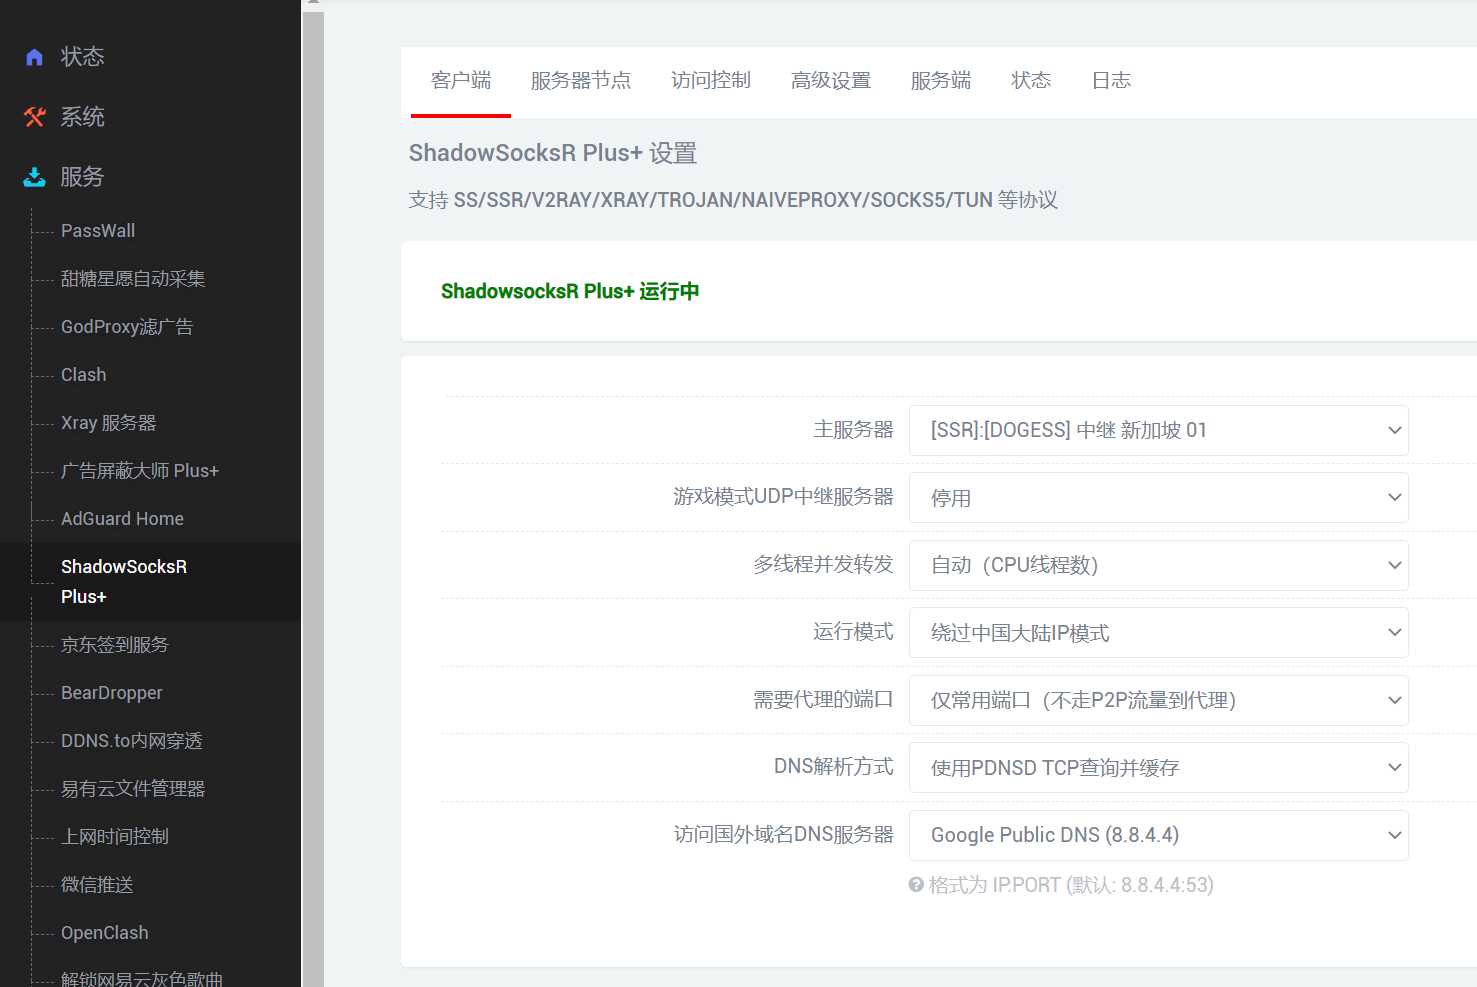 状态
系统
服务
PassWall
甜糖星愿自动采集
GodProxy滤广告
Clash
Xray 服务器
广告屏蔽大师 Plus+
AdGuard Home
ShadowSocksR
Plus+
京东签到服务
BearDropper
DDNS.to内网穿透
易有云文件管理器
上网时间控制
微信推送
OpenClash
解锁网易云灰色歌曲
客户端 服务器节点 访问控制 高级设置 服务端 状态 日志
ShadowSocksR Plus+ 设置
支持 SS/SSR/V2RAY/XRAY/TROJAN/NAIVEPROXY/SOCKS5/TUN 等协议
ShadowsocksR Plus+ 运行中
主服务器 [SSR]:[DOGESS] 中继 新加坡 01
游戏模式UDP中继服务器 停用
多线程并发转发 自动（CPU线程数）
运行模式 绕过中国大陆IP模式
需要代理的端口 仅常用端口（不走P2P流量到代理）
DNS解析方式 使用PDNSD TCP查询并缓存
访问国外域名DNS服务器 Google Public DNS (8.8.4.4)
格式为 IP:PORT (默认: 8.8.4.4:53)